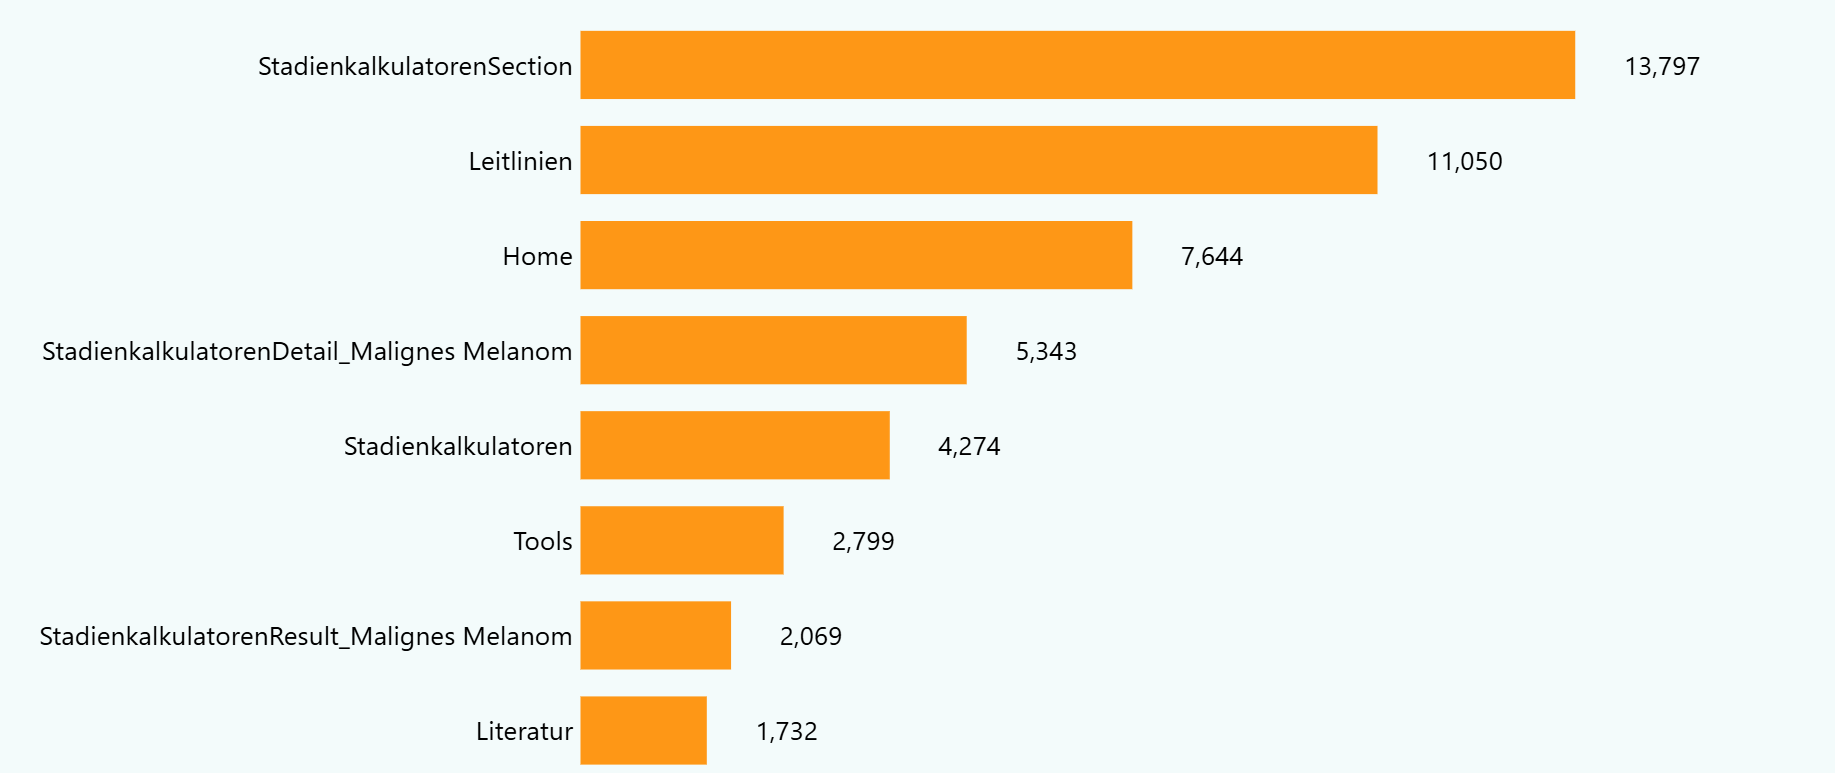 StadienkalkulatorenSection 13,797
Leitlinien 11,050
Home 7,644
StadienkalkulatorenDetail_Malignes Melanom 5,343
Stadienkalkulatoren 4,274
Tools 2,799
StadienkalkulatorenResult_Malignes Melanom 2,069
Literatur 1,732